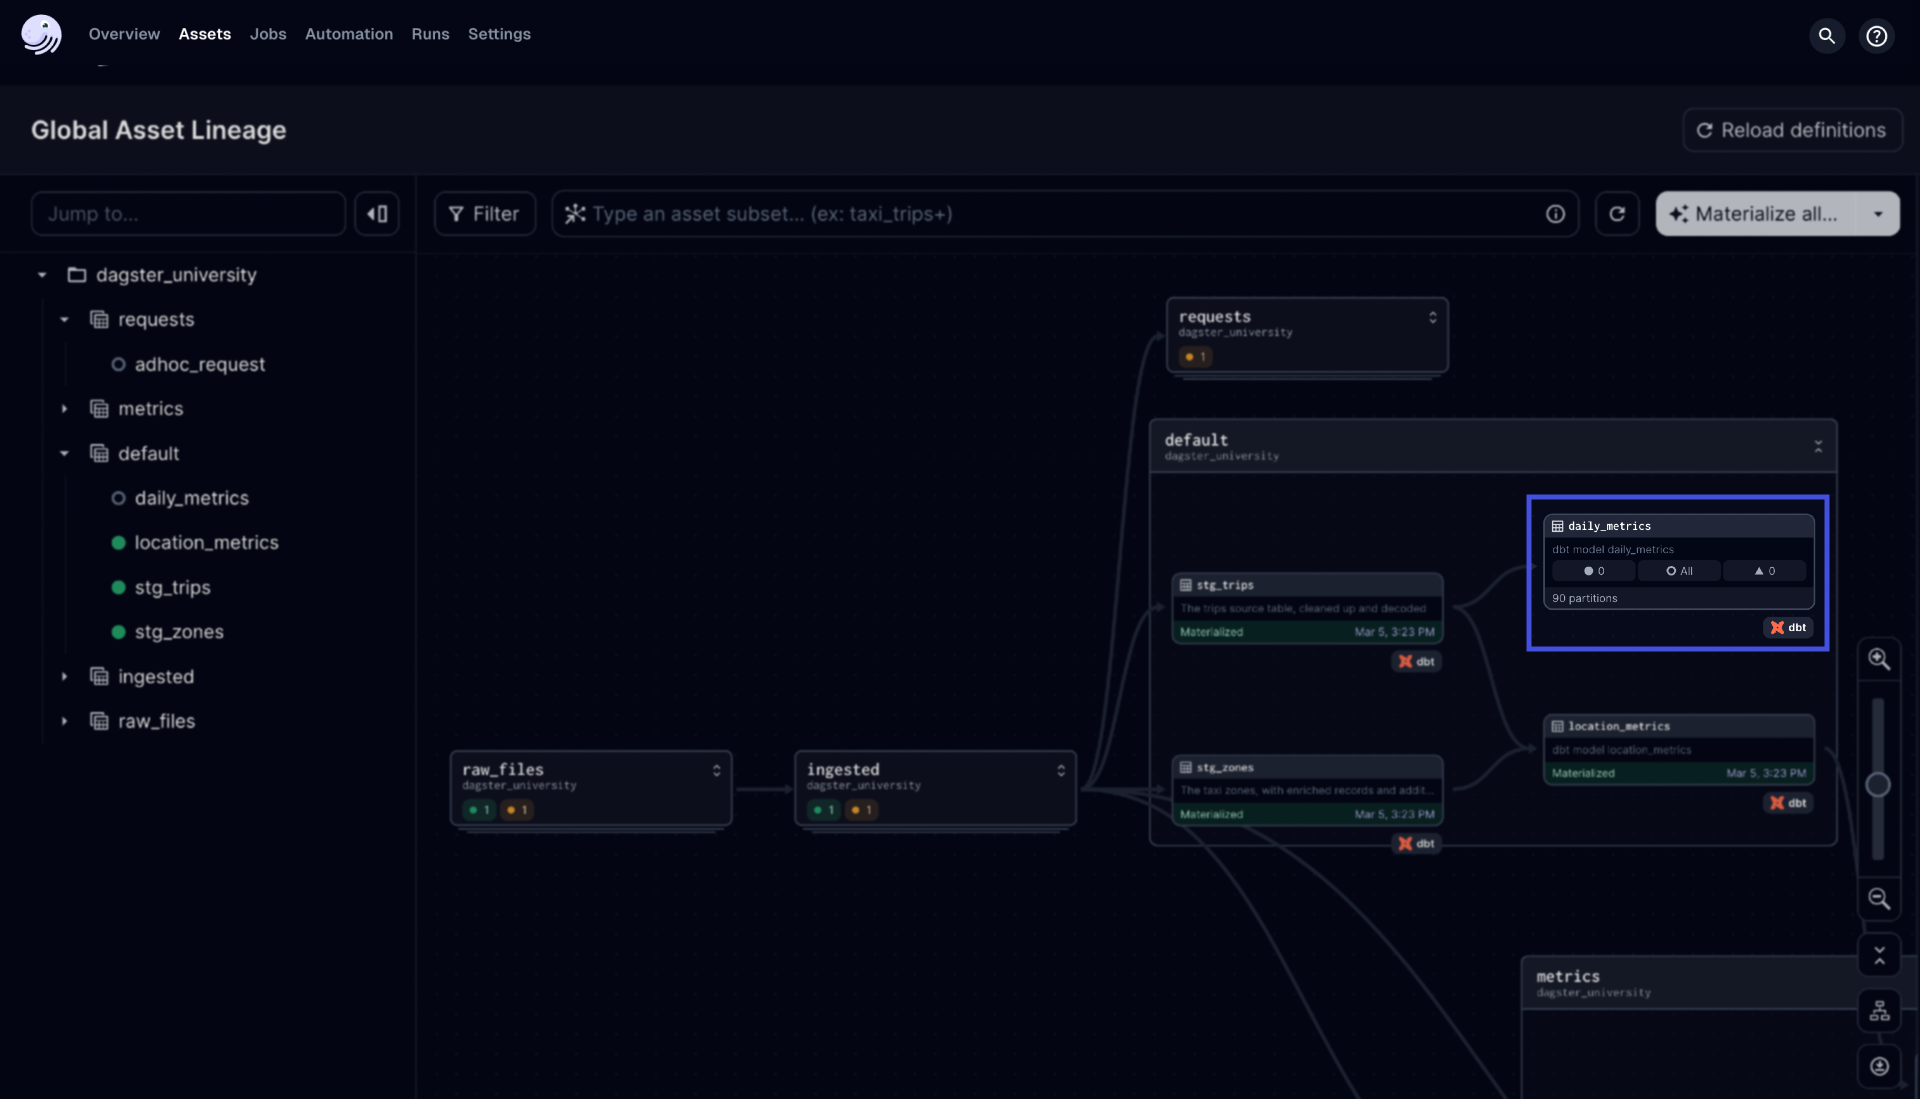 Overview Assets Jobs Automation Runs Settings
Global Asset Lineage
Reload definitions
Jump to...
Filter
Type an asset subset... (ex: taxi_trips+)
Materialize all...
dagster_university
requests
adhoc_request
metrics
default
daily_metrics
location_metrics
stg_trips
stg_zones
ingested
raw_files
requests
dagster_university
1
default
dagster_university
daily_metrics
dbt model daily_metrics
0 All 0
90 partitions
dbt
stg_trips
The trips source table, cleaned up and decoded
Materialized Mar 5, 3:23 PM
dbt
location_metrics
dbt model location_metrics
Materialized Mar 5, 3:23 PM
dbt
stg_zones
The taxi zones, with enriched records and addit...
Materialized Mar 5, 3:23 PM
dbt
raw_files
dagster_university
1 1
ingested
dagster_university
1 1
metrics
dagster_university